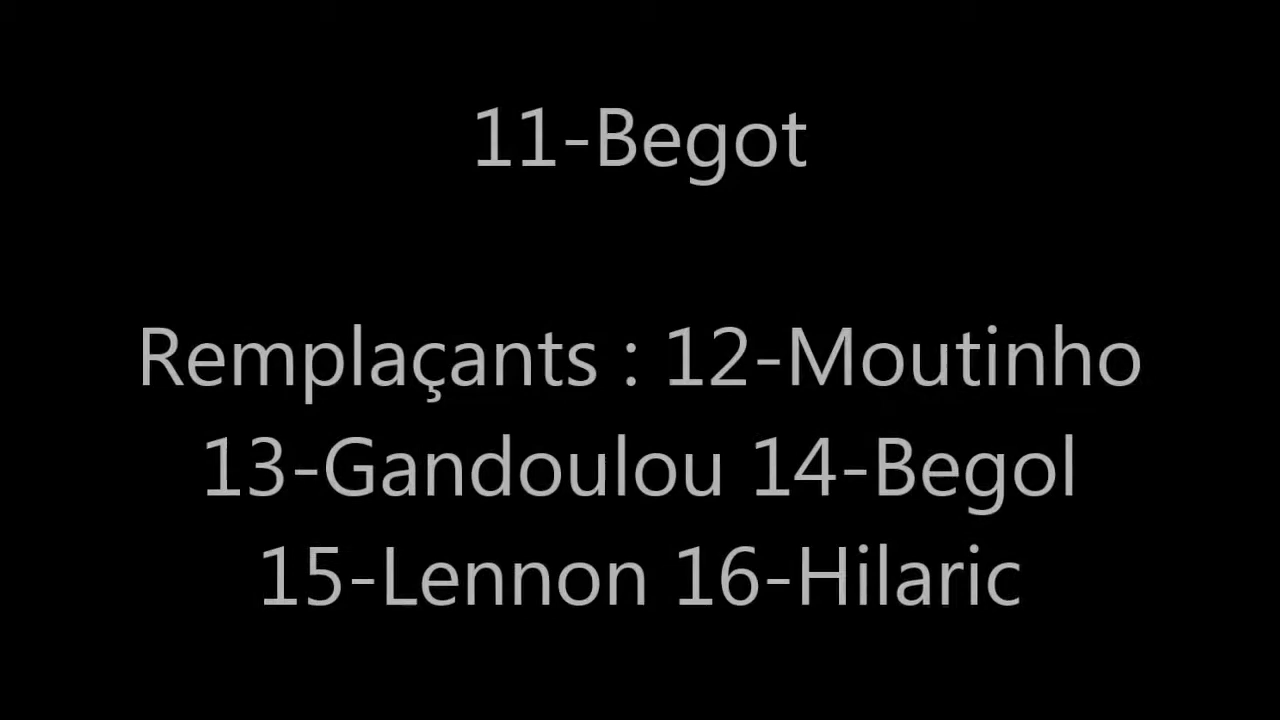 11-Begot
Remplaçants : 12-Moutinho
13-Gandoulou 14-Begol
15-Lennon 16-Hilaric